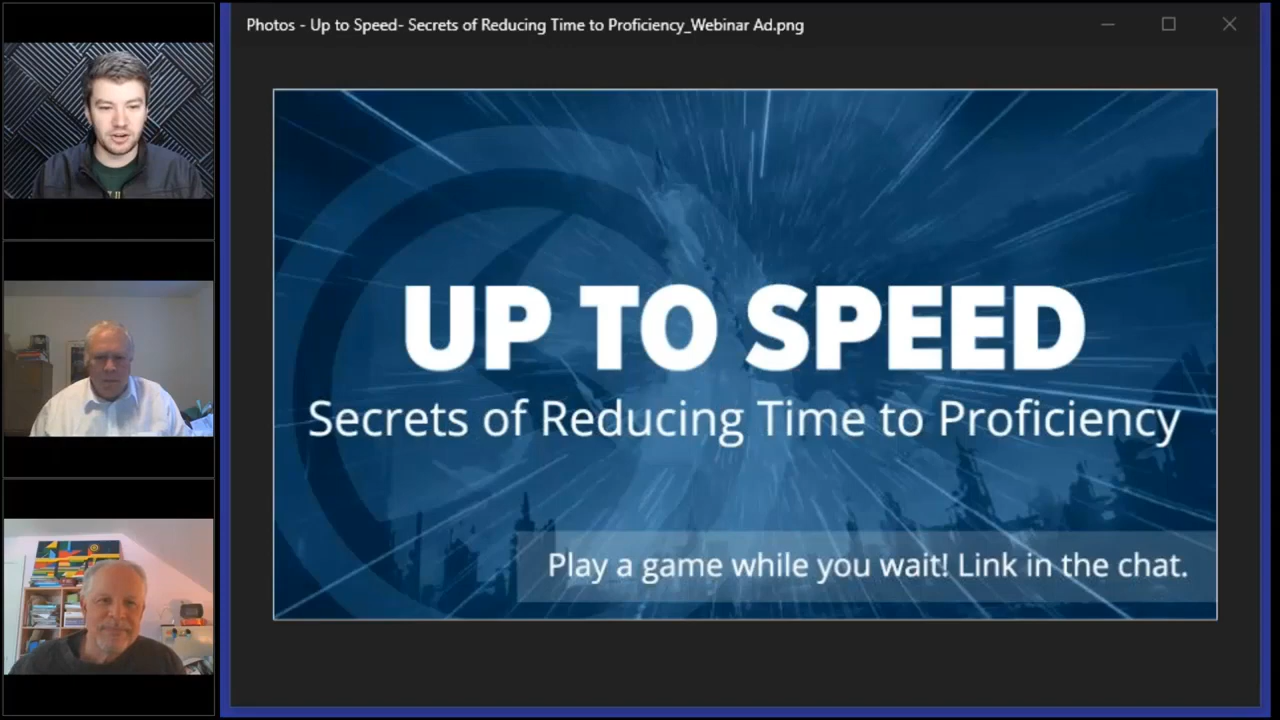 Photos - Up to Speed- Secrets of Reducing Time to Proficiency_Webinar Ad.png
UP TO SPEED
Secrets of Reducing Time to Proficiency
Play a game while you wait! Link in the chat.